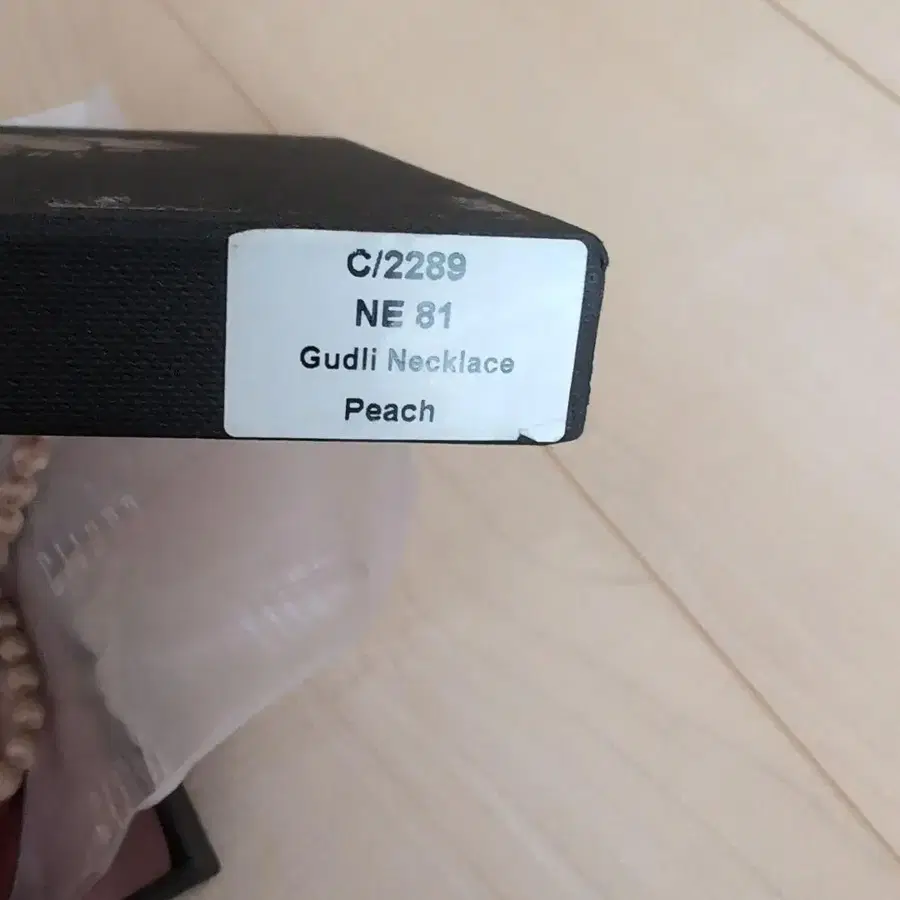 C/2289
NE 81
Gudli Necklace
Peach